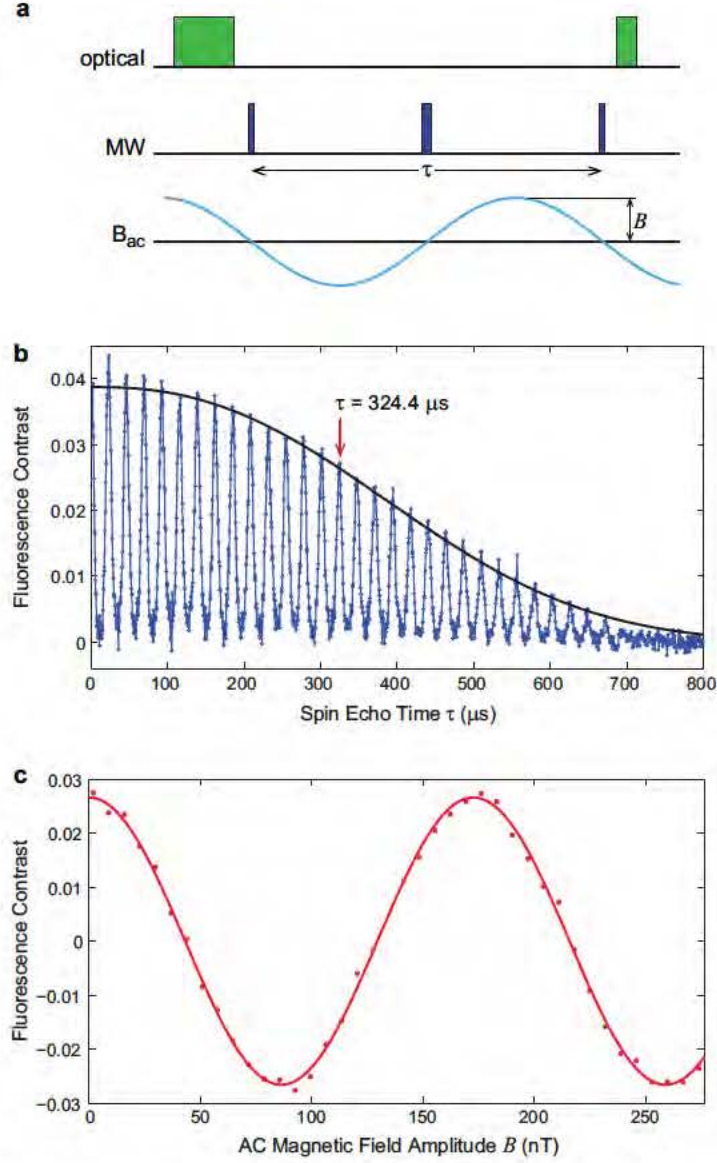 a
optical
MW
τ
B
Bac
b
0.04
0.03
0.02
0.01
0
Fluorescence Contrast
τ = 324.4 μs
0 100 200 300 400 500 600 700 800
Spin Echo Time τ (μs)
c
0.03
0.02
0.01
0
−0.01
−0.02
−0.03
Fluorescence Contrast
0 50 100 150 200 250
AC Magnetic Field Amplitude B (nT)